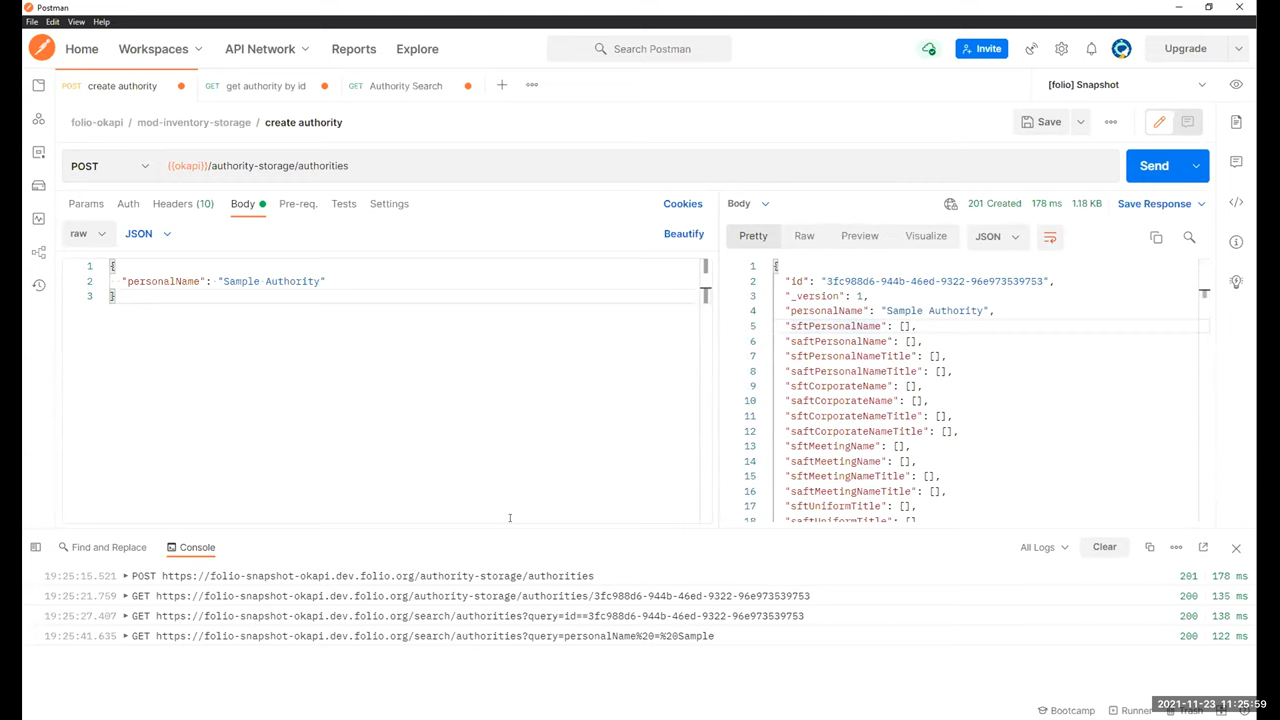 Postman
File Edit View Help
Home Workspaces API Network Reports Explore Search Postman Invite Upgrade
POST create authority GET get authority by id GET Authority Search [folio] Snapshot
folio-okapi / mod-inventory-storage / create authority Save
POST {{okapi}}/authority-storage/authorities Send
Params Auth Headers (10) Body Pre-req. Tests Settings Cookies
raw JSON Beautify
1 {
2 "personalName": "Sample Authority"
3 }
Body 201 Created 178 ms 1.18 KB Save Response
Pretty Raw Preview Visualize JSON
1 {
2 "id": "3fc988d6-944b-46ed-9322-96e973539753",
3 "_version": 1,
4 "personalName": "Sample Authority",
5 "sftPersonalName": [],
6 "saftPersonalName": [],
7 "sftPersonalNameTitle": [],
8 "saftPersonalNameTitle": [],
9 "sftCorporateName": [],
10 "saftCorporateName": [],
11 "sftCorporateNameTitle": [],
12 "saftCorporateNameTitle": [],
13 "sftMeetingName": [],
14 "saftMeetingName": [],
15 "sftMeetingNameTitle": [],
16 "saftMeetingNameTitle": [],
17 "sftUniformTitle": [],
18 "saftUniformTitle": [],
Find and Replace Console All Logs Clear
19:25:15.521 POST https://folio-snapshot-okapi.dev.folio.org/authority-storage/authorities 201 178 ms
19:25:21.759 GET https://folio-snapshot-okapi.dev.folio.org/authority-storage/authorities/3fc988d6-944b-46ed-9322-96e973539753 200 135 ms
19:25:27.407 GET https://folio-snapshot-okapi.dev.folio.org/search/authorities?query=id==3fc988d6-944b-46ed-9322-96e973539753 200 138 ms
19:25:41.635 GET https://folio-snapshot-okapi.dev.folio.org/search/authorities?query=personalName%20=%20Sample 200 122 ms
2021-11-23 11:25:59
Bootcamp Runner Trash